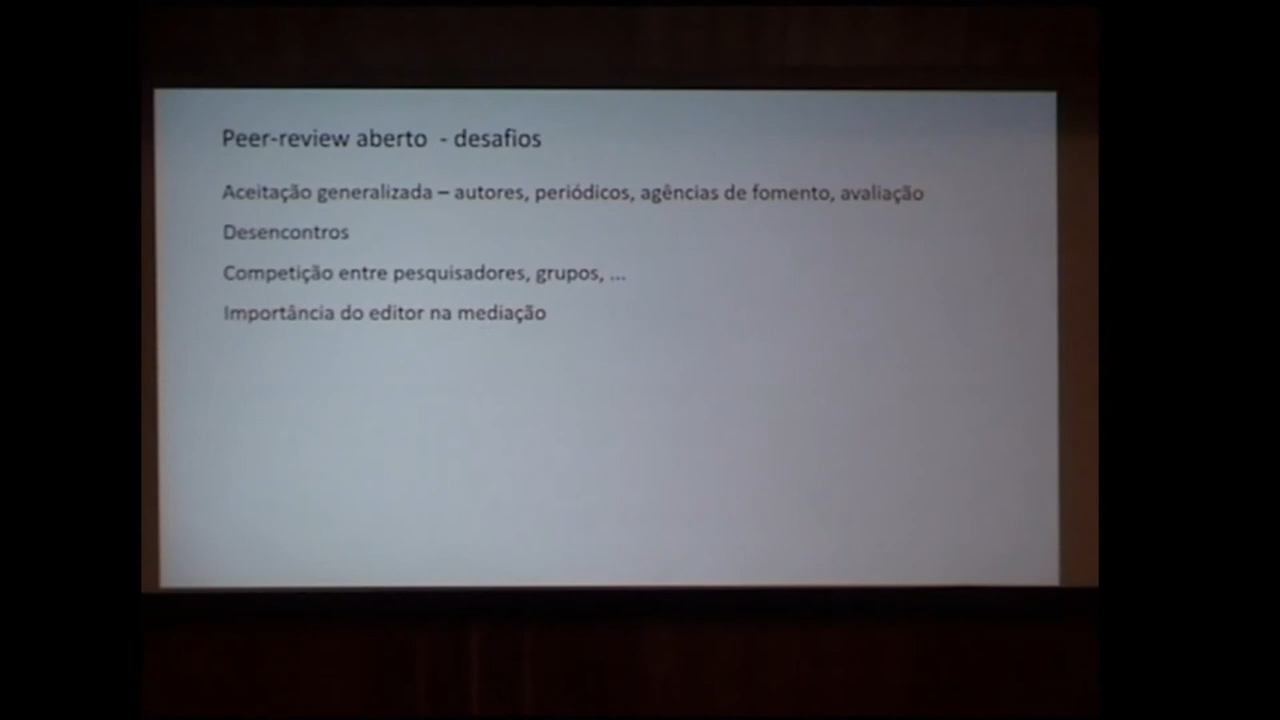 Peer-review aberto - desafios
Aceitação generalizada – autores, periódicos, agências de fomento, avaliação
Desencontros
Competição entre pesquisadores, grupos, ...
Importância do editor na mediação